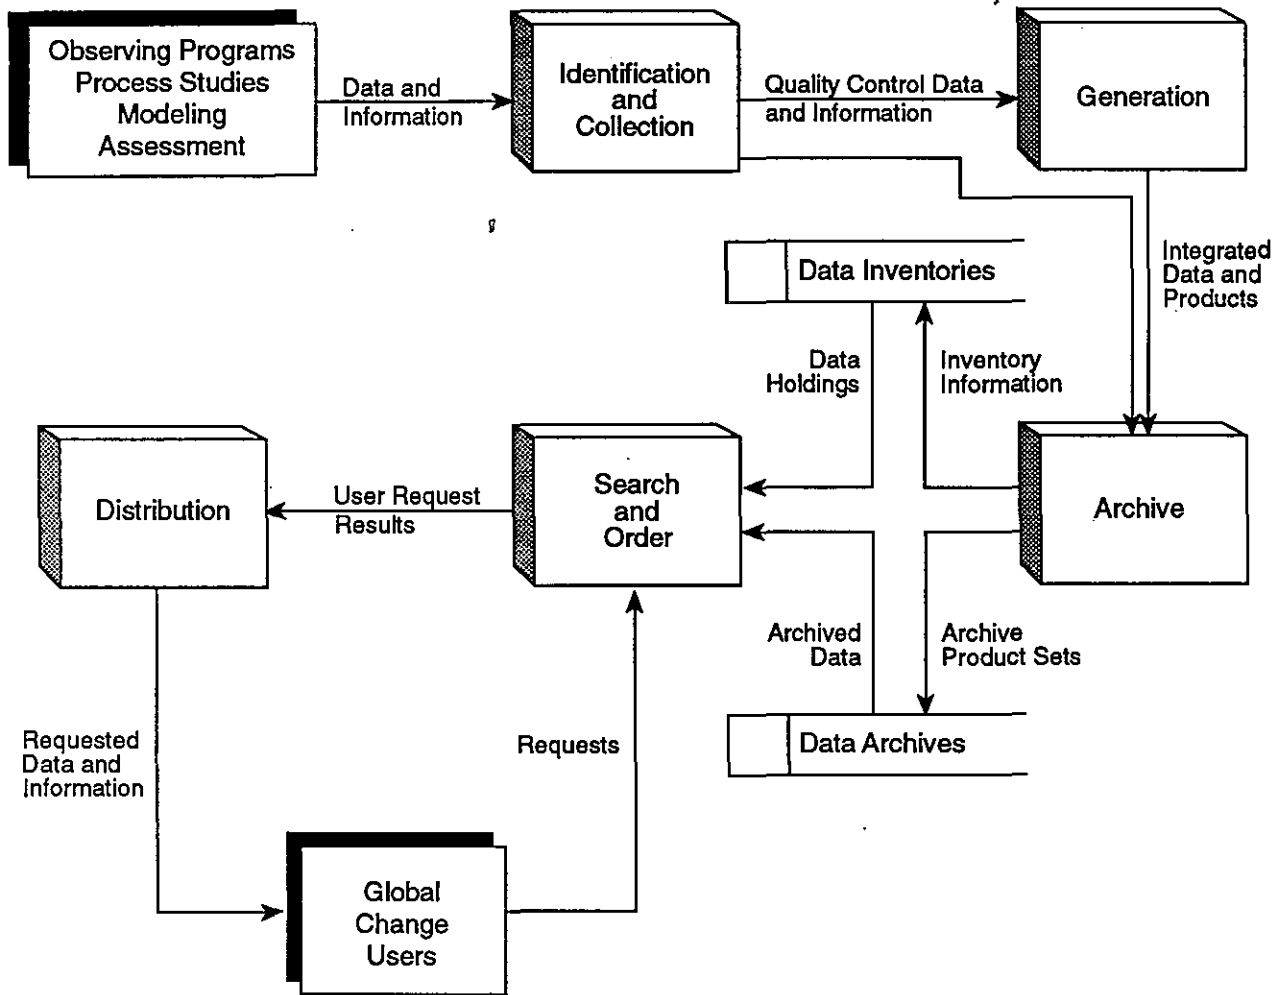 Observing Programs
Process Studies
Modeling
Assessment
Data and
Information
Identification
and
Collection
Quality Control Data
and Information
Generation
Integrated
Data and
Products
Data Inventories
Data
Holdings
Inventory
Information
Distribution
User Request
Results
Search
and
Order
Archive
Archived
Data
Archive
Product Sets
Requested
Data and
Information
Requests
Data Archives
Global
Change
Users